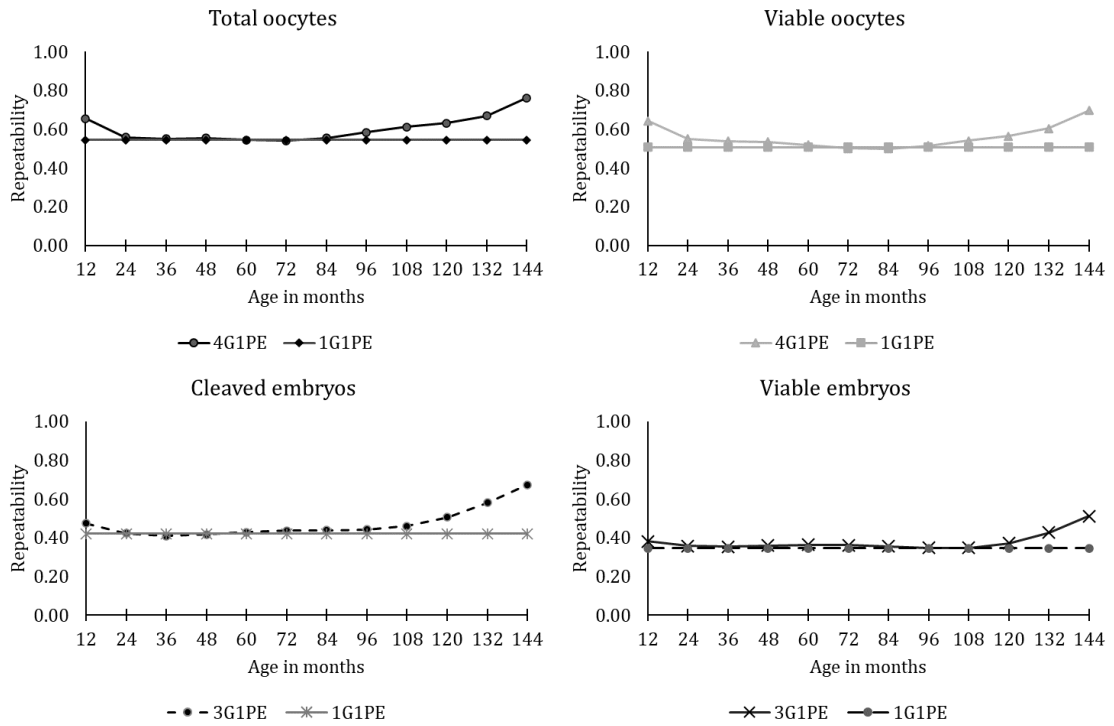 Total oocytes
1.00
0.80
0.60
0.40
0.20
0.00
Repeatability
12 24 36 48 60 72 84 96 108 120 132 144
Age in months
4G1PE 1G1PE
Viable oocytes
1.00
0.80
0.60
0.40
0.20
0.00
Repeatability
12 24 36 48 60 72 84 96 108 120 132 144
Age in months
4G1PE 1G1PE
Cleaved embryos
1.00
0.80
0.60
0.40
0.20
0.00
Repeatability
12 24 36 48 60 72 84 96 108 120 132 144
Age in months
3G1PE 1G1PE
Viable embryos
1.00
0.80
0.60
0.40
0.20
0.00
Repeatability
12 24 36 48 60 72 84 96 108 120 132 144
Age in months
3G1PE 1G1PE